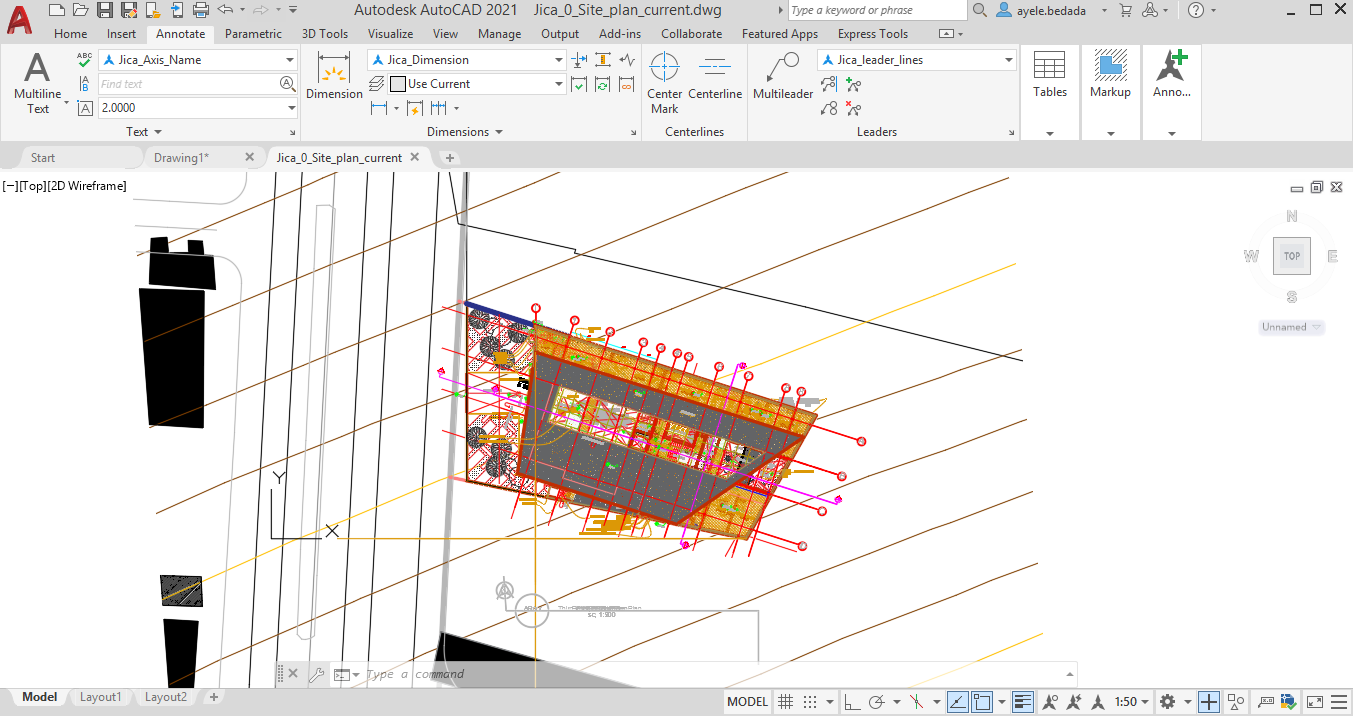 Autodesk AutoCAD 2021 Jica_0_Site_plan_current.dwg
Type a keyword or phrase
ayele.bedada
Home Insert Annotate Parametric 3D Tools Visualize View Manage Output Add-ins Collaborate Featured Apps Express Tools
Multiline Text
ABC
Jica_Axis_Name
Find text
2.0000
Text
Dimension
Jica_Dimension
Use Current
Dimensions
Center Mark
Centerline
Centerlines
Multileader
Jica_leader_lines
Leaders
Tables
Markup
Anno...
Start Drawing1* Jica_0_Site_plan_current
[−][Top][2D Wireframe]
N
W TOP E
S
Unnamed
Y
X
sc; 1:500
Type a command
Model Layout1 Layout2
MODEL 1:50